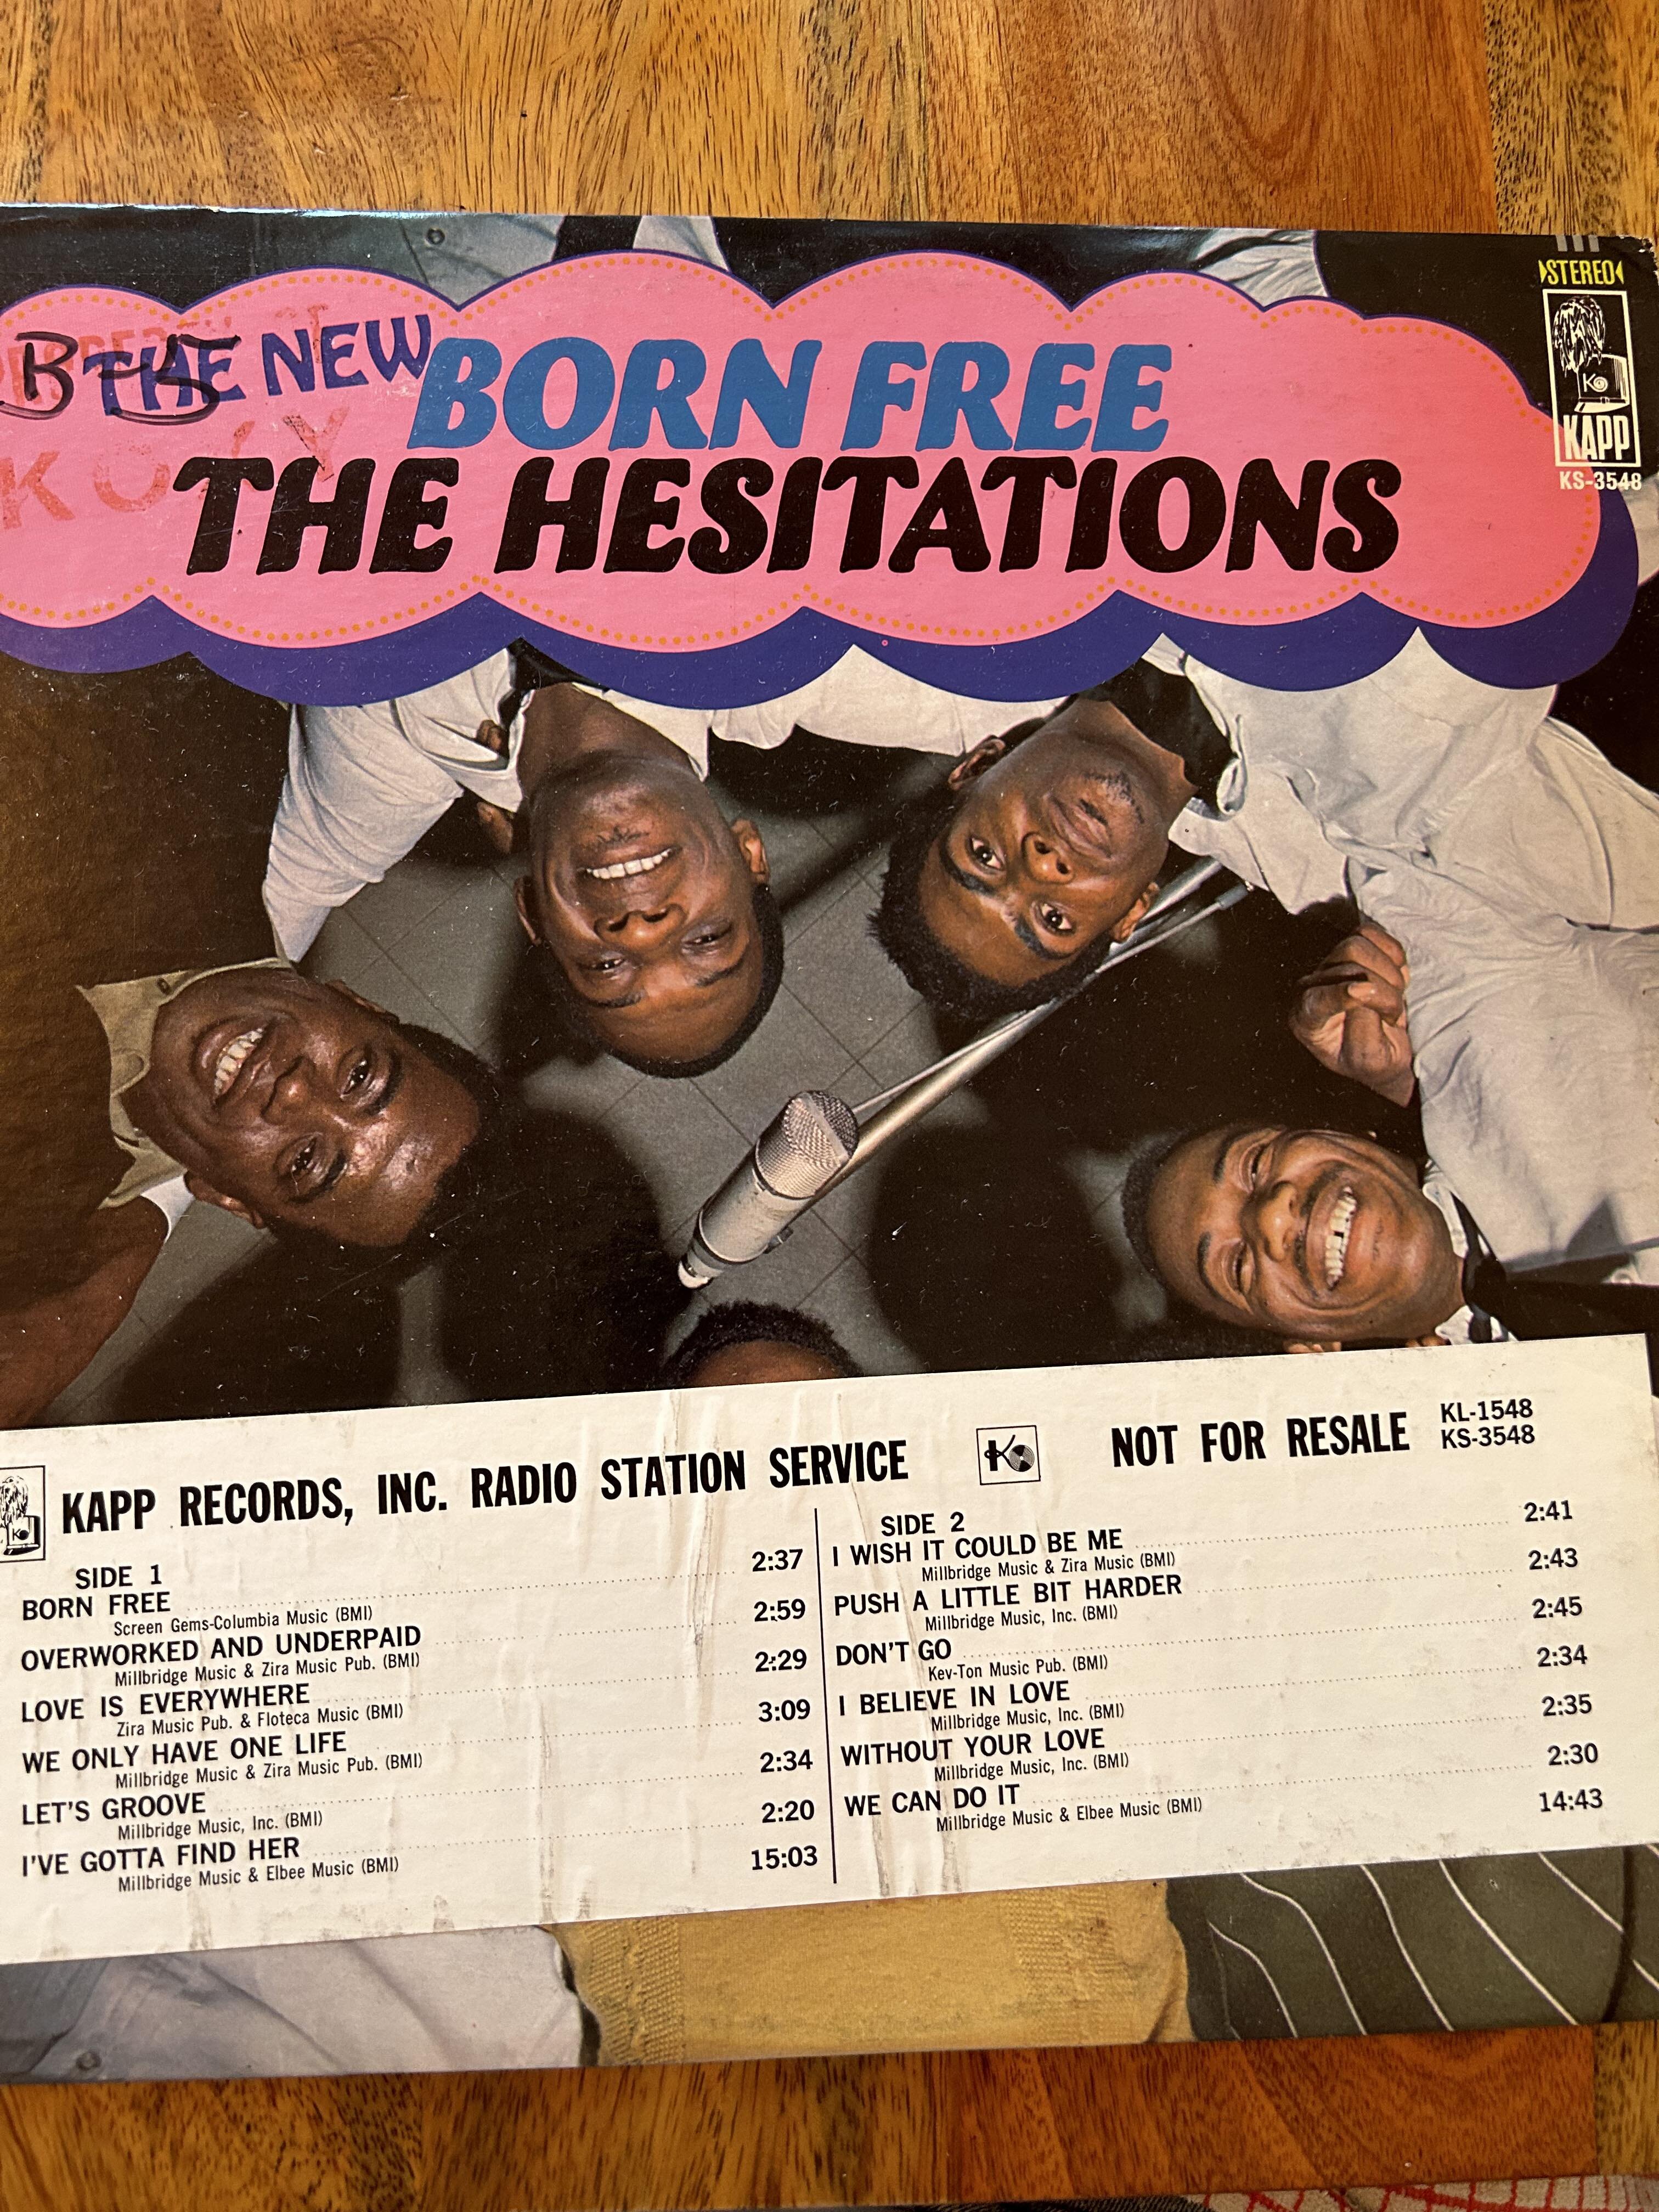 STEREO
KAPP
KS-3548
B-5
THE NEW
BORN FREE
THE HESITATIONS
KAPP RECORDS, INC. RADIO STATION SERVICE
NOT FOR RESALE
KL-1548
KS-3548
SIDE 1
BORN FREE 2:37
Screen Gems-Columbia Music (BMI)
OVERWORKED AND UNDERPAID 2:59
Millbridge Music & Zira Music Pub. (BMI)
LOVE IS EVERYWHERE 2:29
Zira Music Pub. & Floteca Music (BMI)
WE ONLY HAVE ONE LIFE 3:09
Millbridge Music & Zira Music Pub. (BMI)
LET'S GROOVE 2:34
Millbridge Music, Inc. (BMI)
I'VE GOTTA FIND HER 2:20
Millbridge Music & Elbee Music (BMI)
15:03
SIDE 2
I WISH IT COULD BE ME 2:41
Millbridge Music & Zira Music (BMI)
PUSH A LITTLE BIT HARDER 2:43
Millbridge Music, Inc. (BMI)
DON'T GO 2:45
Kev-Ton Music Pub. (BMI)
I BELIEVE IN LOVE 2:34
Millbridge Music, Inc. (BMI)
WITHOUT YOUR LOVE 2:35
Millbridge Music, Inc. (BMI)
WE CAN DO IT 2:30
Millbridge Music & Elbee Music (BMI)
14:43